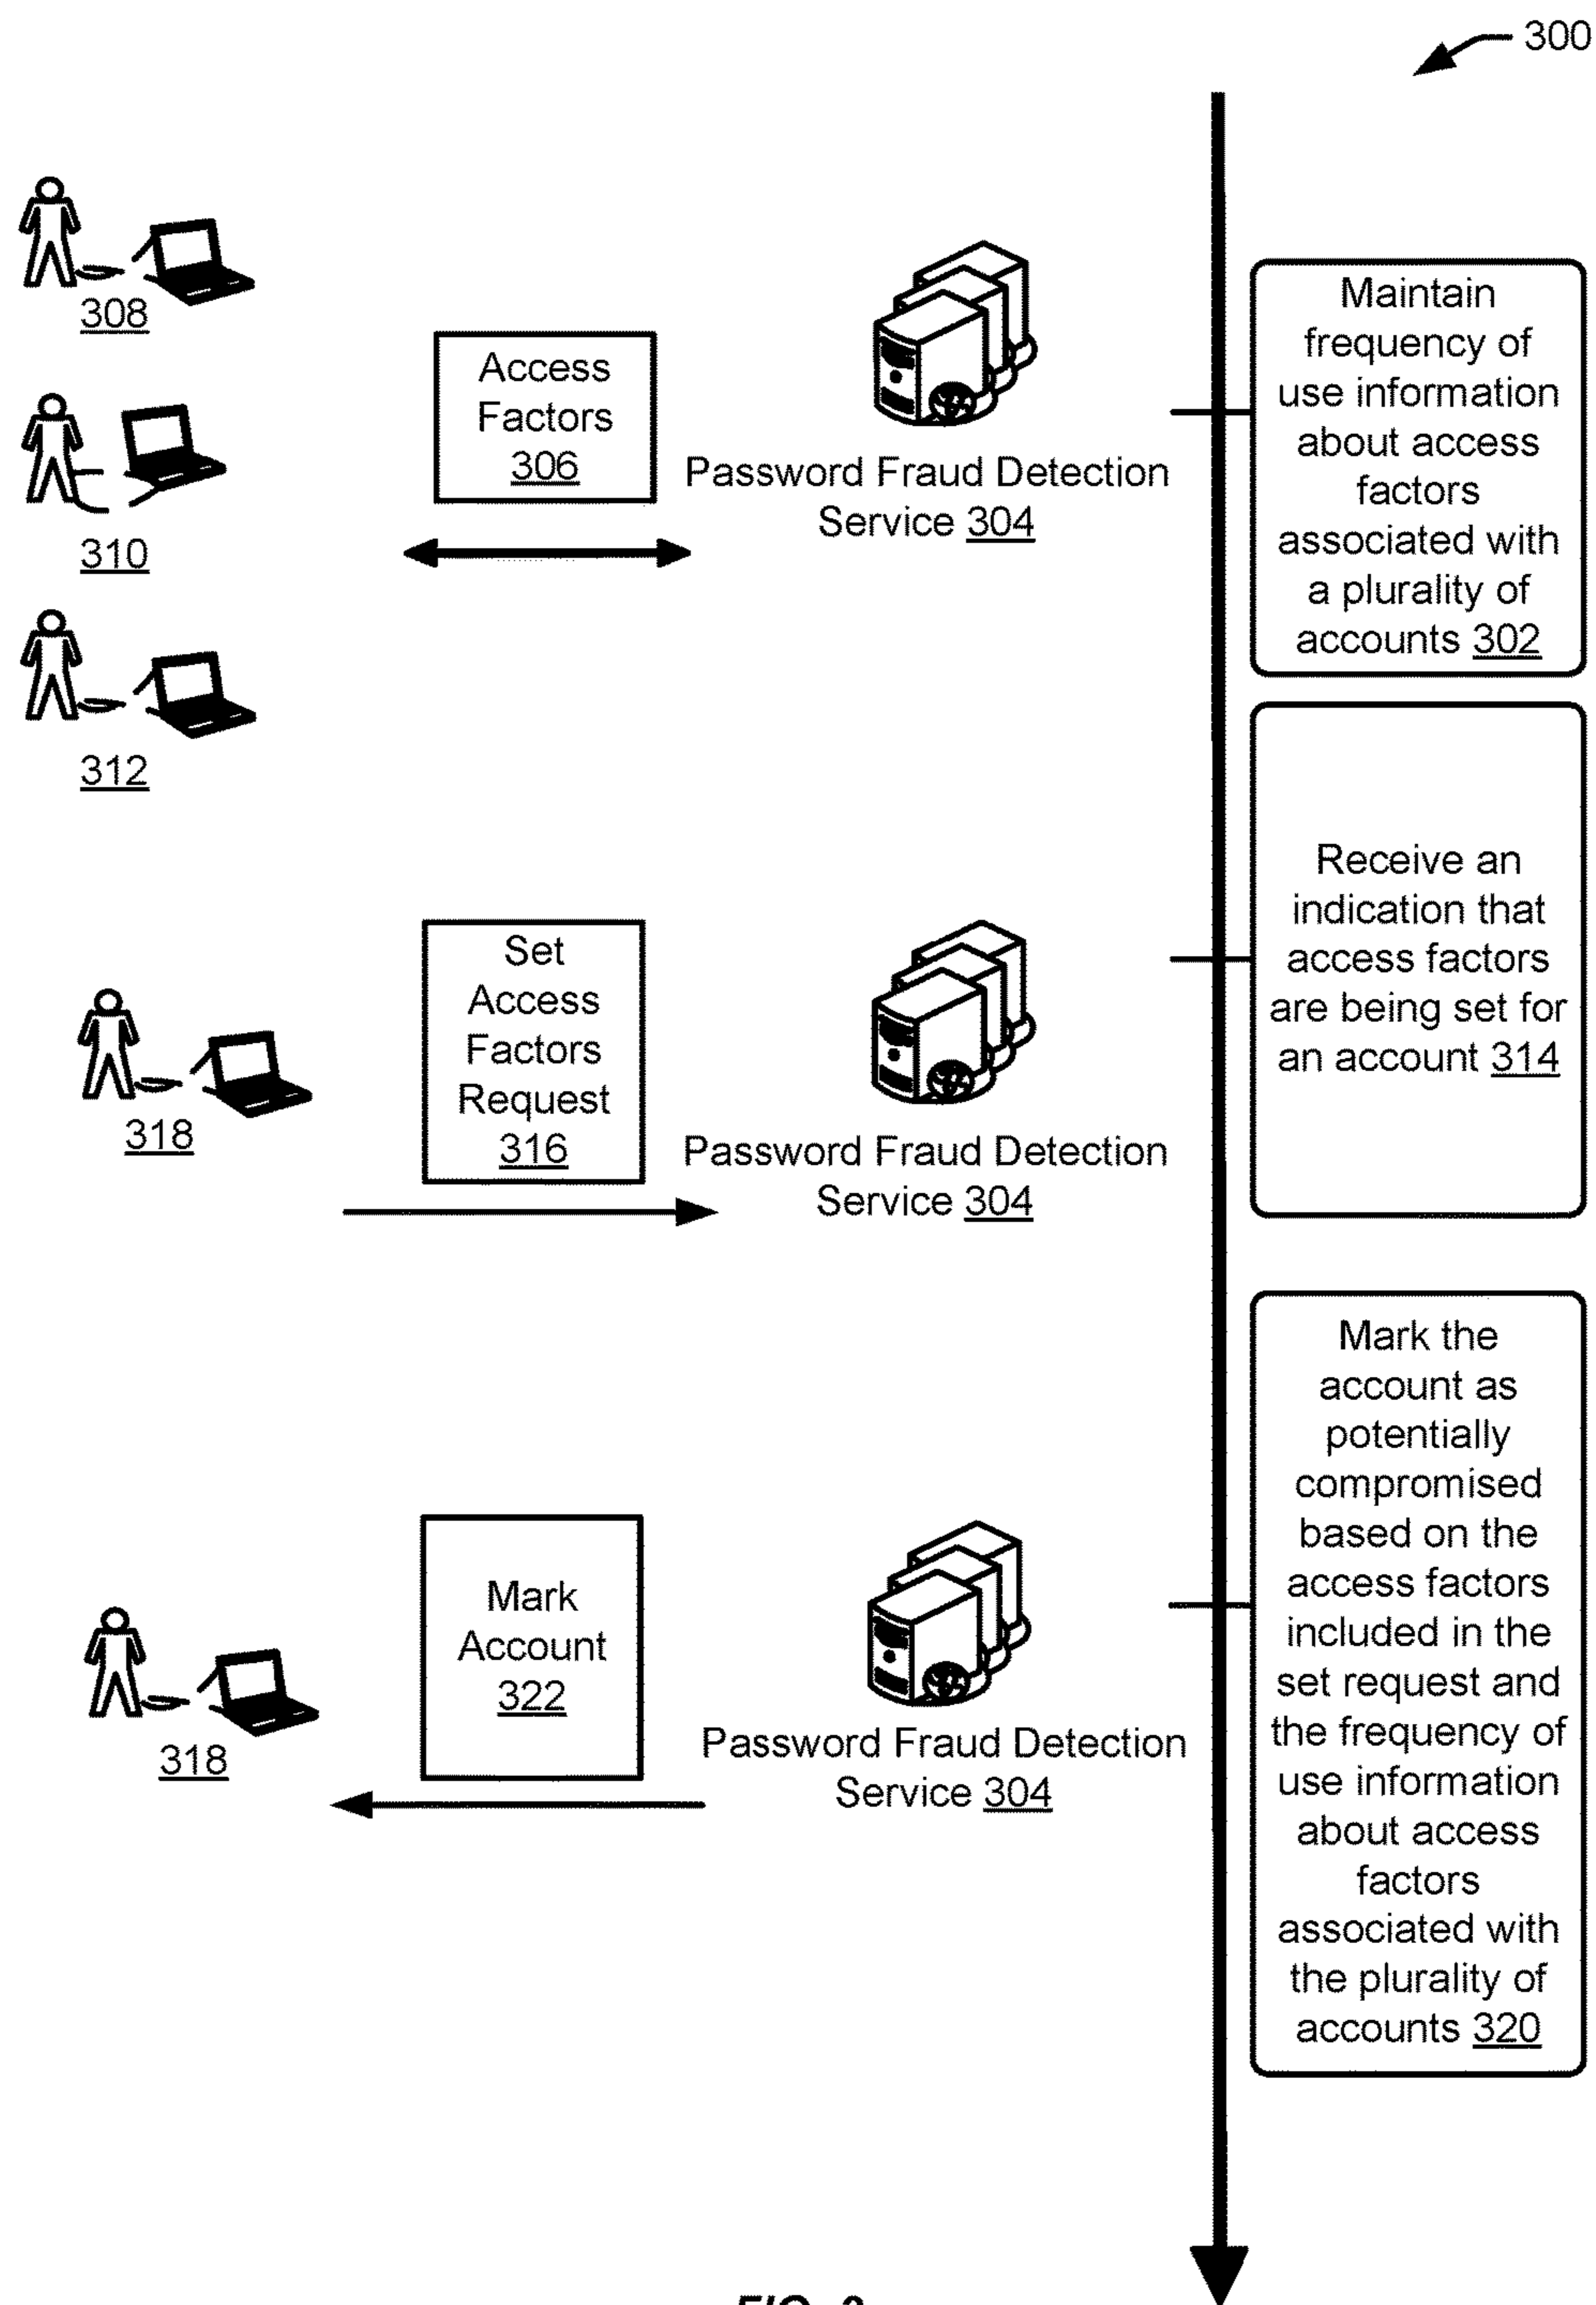 300
308
Access
Factors
306
310
Password Fraud Detection
Service 304
312
Maintain
frequency of
use information
about access
factors
associated with
a plurality of
accounts 302
318
Set
Access
Factors
Request
316
Password Fraud Detection
Service 304
Receive an
indication that
access factors
are being set for
an account 314
318
Mark
Account
322
Password Fraud Detection
Service 304
Mark the
account as
potentially
compromised
based on the
access factors
included in the
set request and
the frequency of
use information
about access
factors
associated with
the plurality of
accounts 320